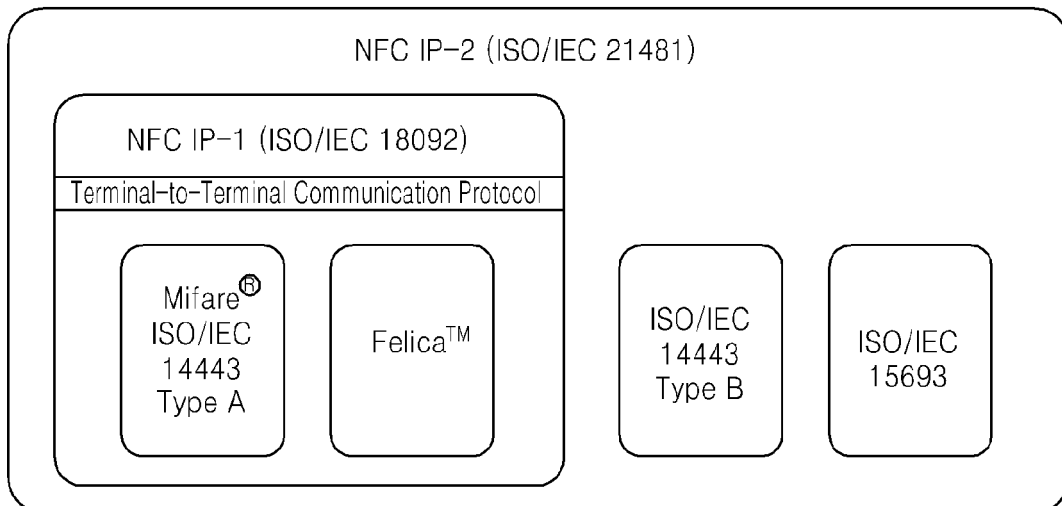 NFC IP-2 (ISO/IEC 21481)
NFC IP-1 (ISO/IEC 18092)
Terminal-to-Terminal Communication Protocol
Mifare®
ISO/IEC
14443
Type A
Felica™
ISO/IEC
14443
Type B
ISO/IEC
15693